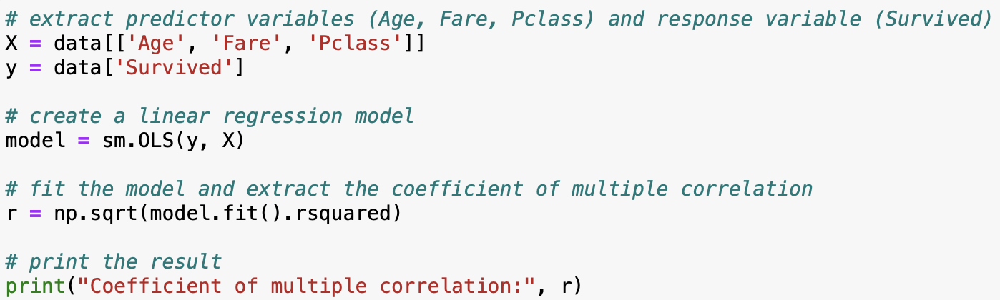 # extract predictor variables (Age, Fare, Pclass) and response variable (Survived)
X = data[['Age', 'Fare', 'Pclass']]
y = data['Survived']
# create a linear regression model
model = sm.OLS(y, X)
# fit the model and extract the coefficient of multiple correlation
r = np.sqrt(model.fit().rsquared)
# print the result
print("Coefficient of multiple correlation:", r)